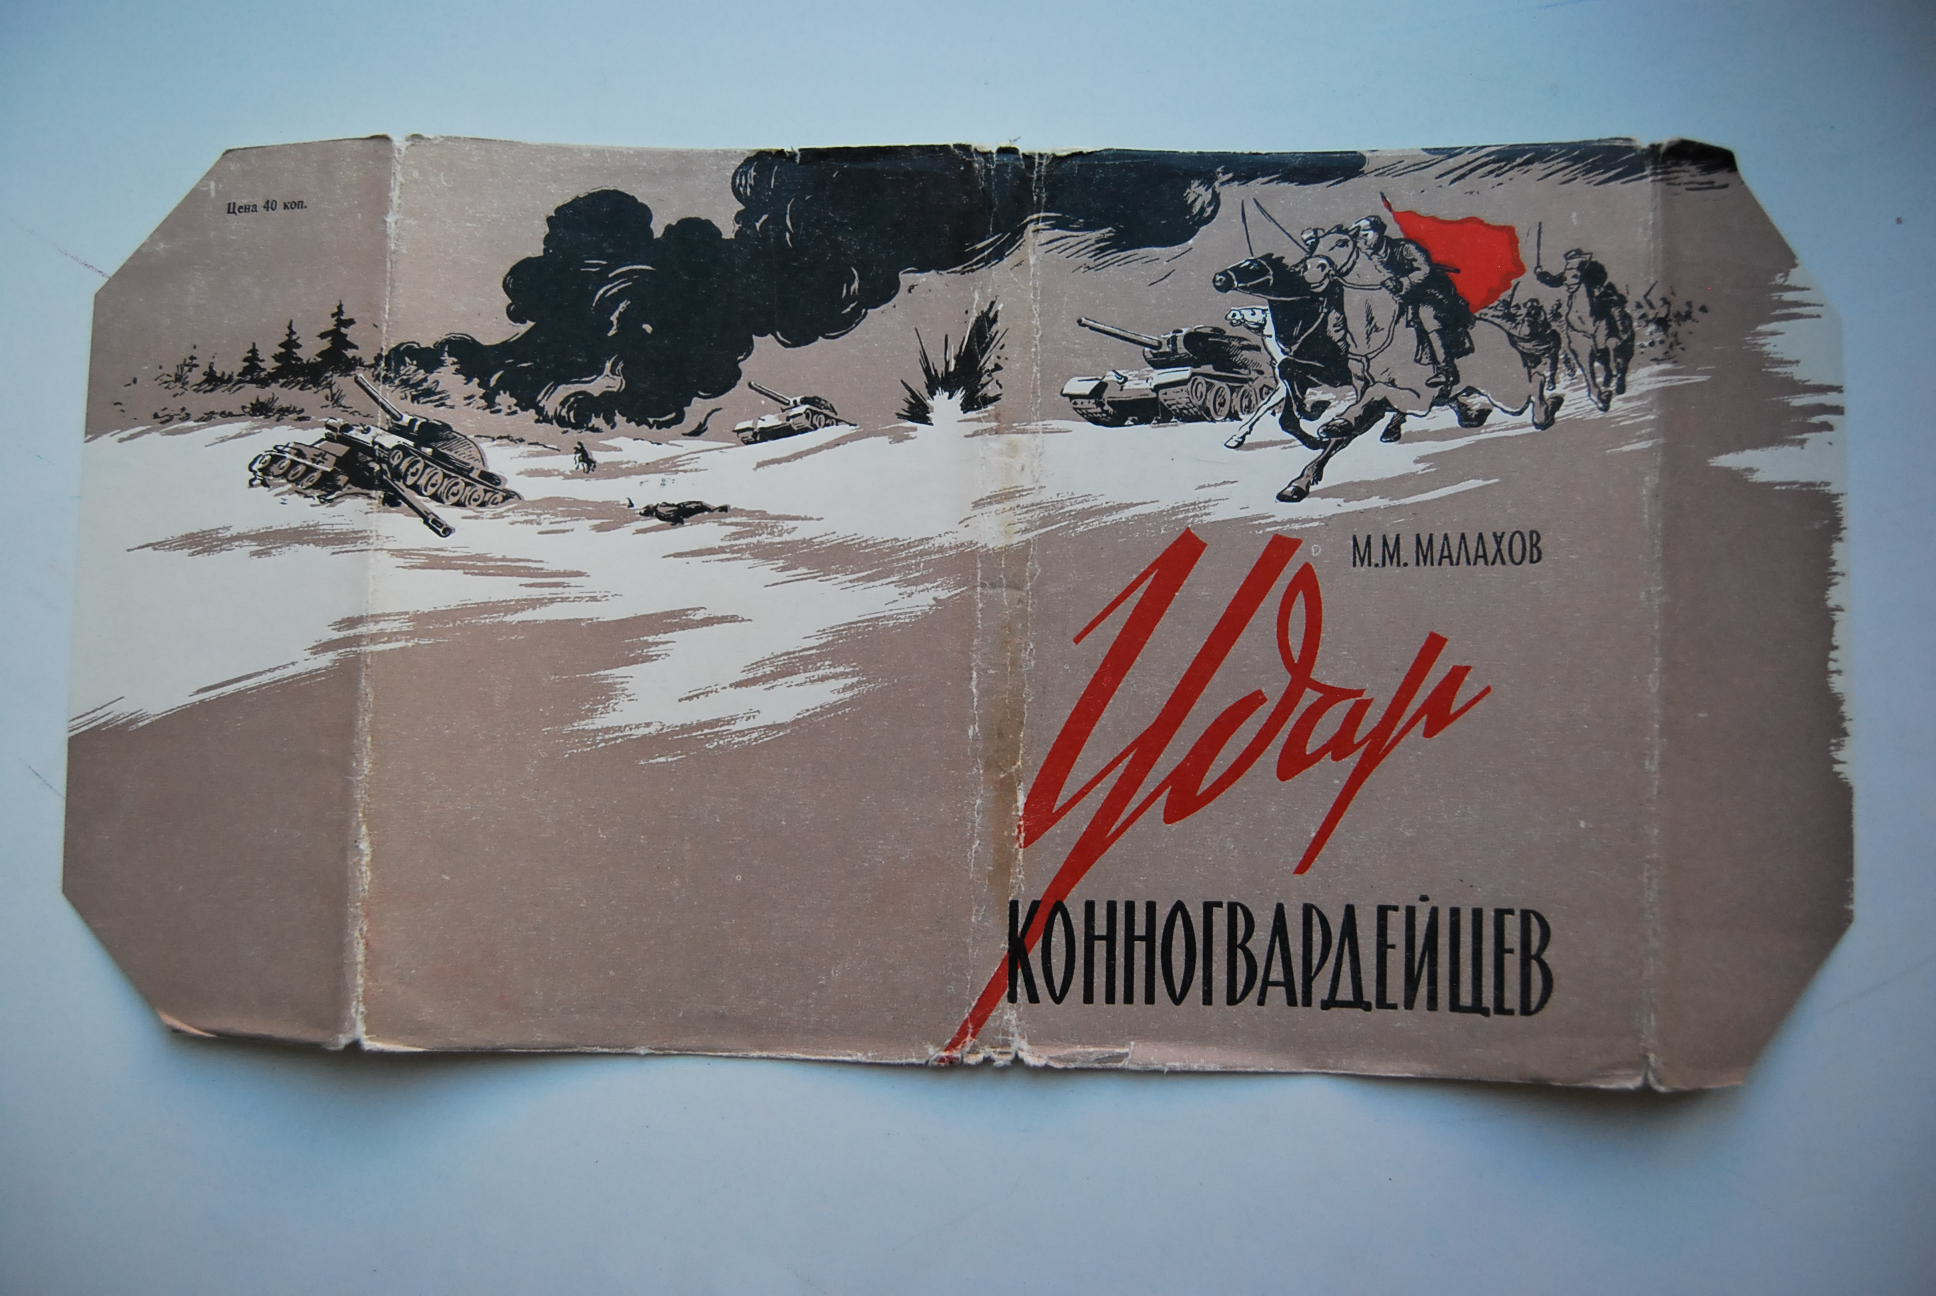 Цена 40 коп.
М.М. МАЛАХОВ
Удар
КОННОГВАРДЕЙЦЕВ